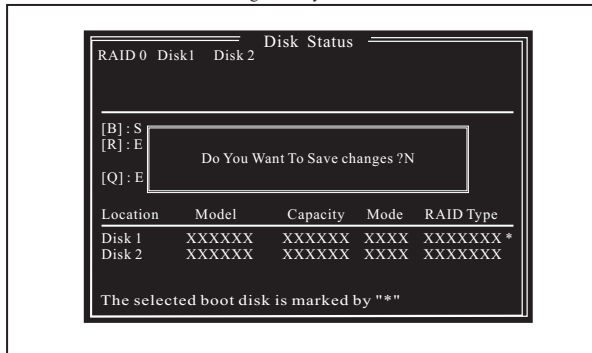 Disk Status
RAID 0 Disk1 Disk 2
[B] : S
[R] : E
Do You Want To Save changes ?N
[Q] : E
Location Model Capacity Mode RAID Type
Disk 1 XXXXXX XXXXXX XXXX XXXXXXX *
Disk 2 XXXXXX XXXXXX XXXX XXXXXXX
The selected boot disk is marked by "*"